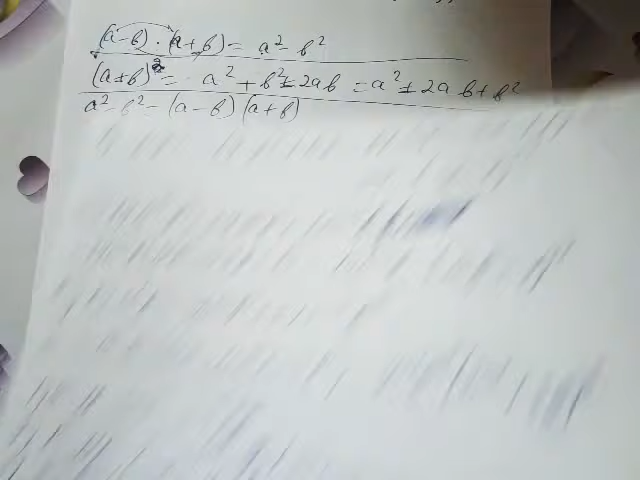 (a-b)·(a+b)= a²-b²
(a±b)²= a²+b²±2ab =a²±2ab+b²
a²-b²=(a-b)(a+b)